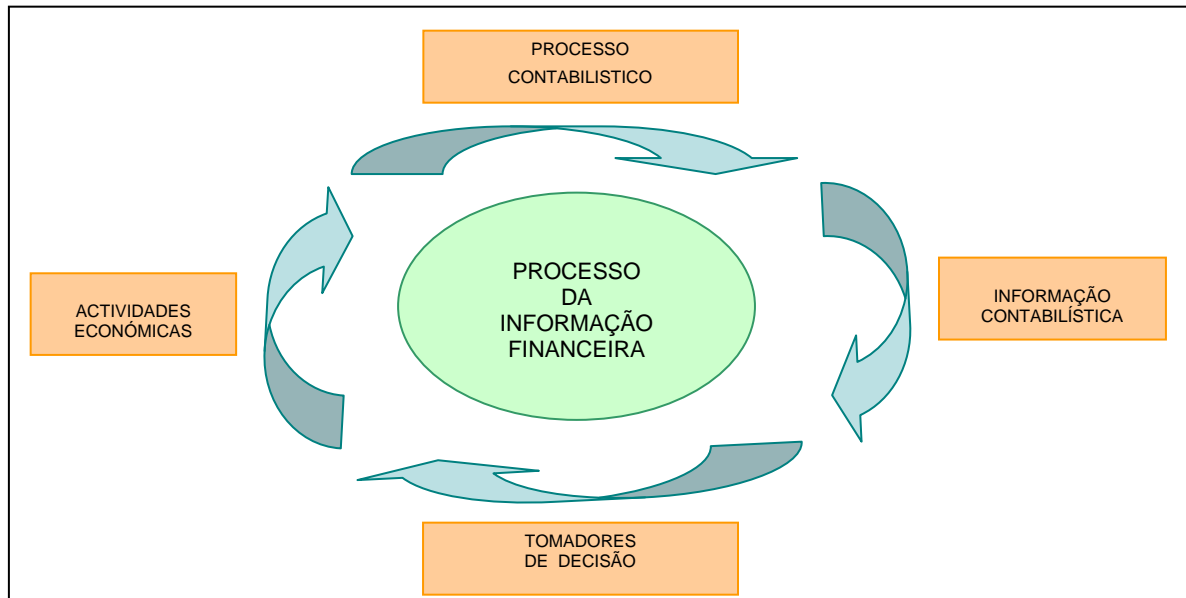 PROCESSO
CONTABILISTICO
PROCESSO
DA
INFORMAÇÃO
FINANCEIRA
ACTIVIDADES
ECONÓMICAS
INFORMAÇÃO
CONTABILÍSTICA
TOMADORES
DE DECISÃO